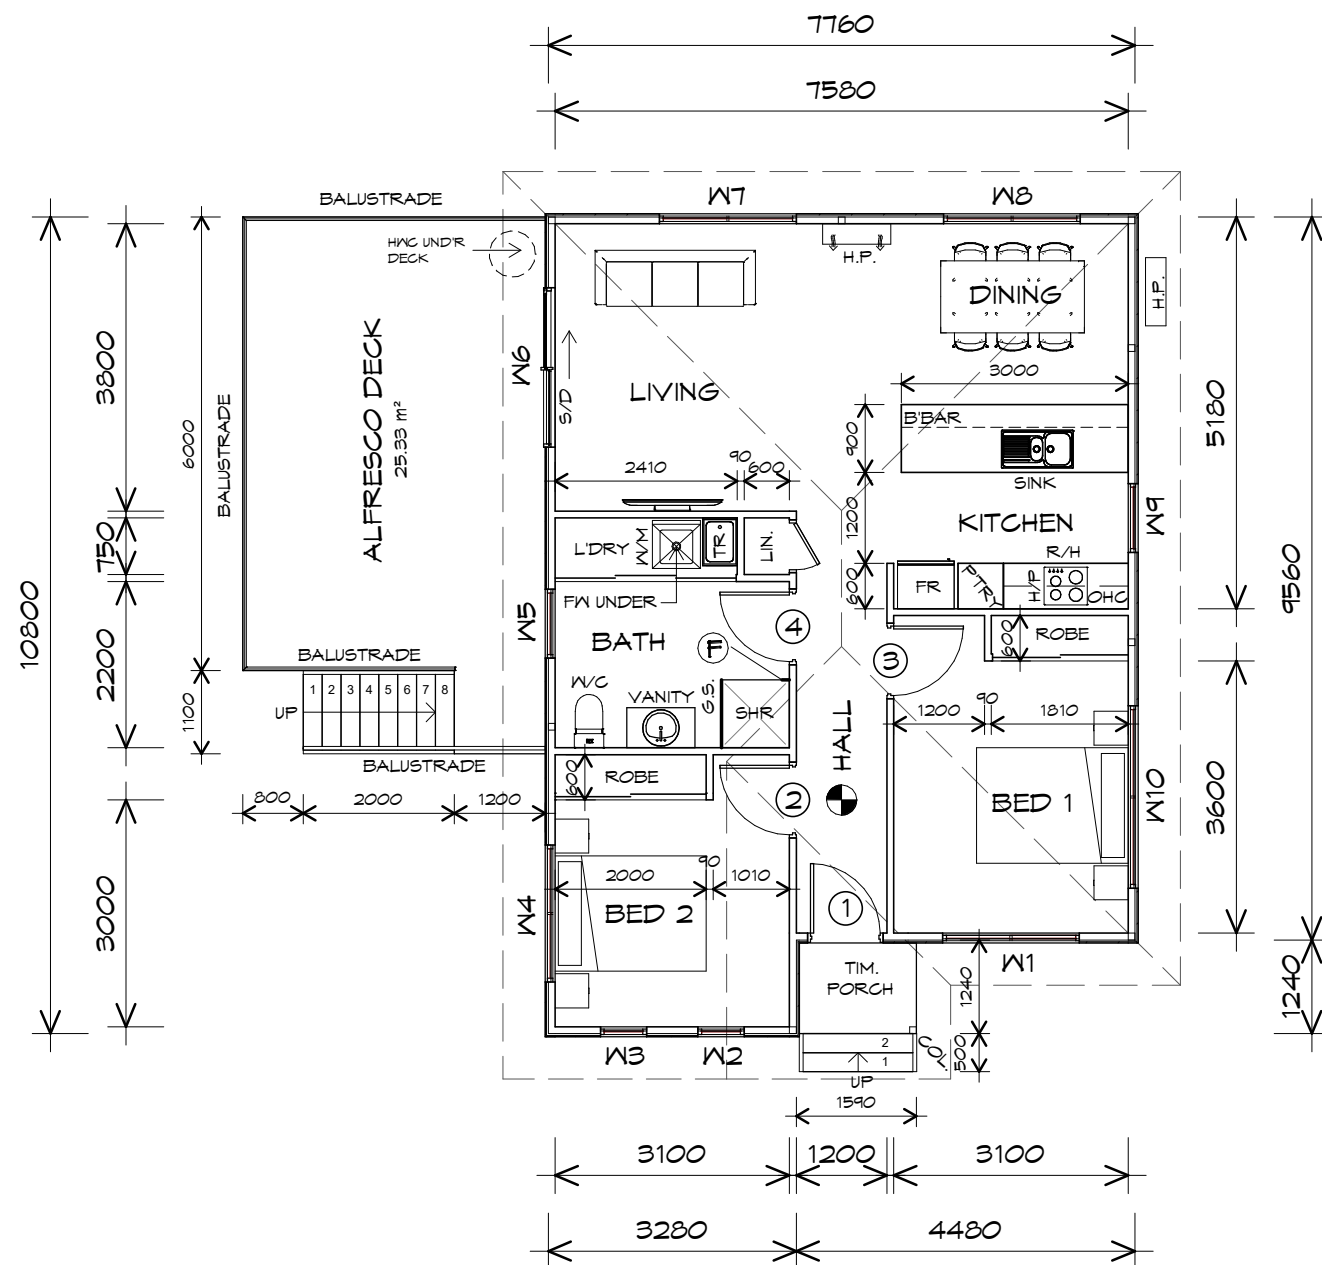 7760
7580
BALUSTRADE
W7
W8
HWC UND'R
DECK
H.P.
DINING
H.P.
3800
W6
ALFRESCO DECK
25.33 m²
S/D
LIVING
3000
5180
BALUSTRADE
6000
B'BAR
900
SINK
2410
90
600
KITCHEN
1200
W9
750
L'DRY
W/M
TR
LIN.
R/H
FR
P'TRY
H/P
OHC
600
9560
10800
FW UNDER
W5
BATH
4
F
3
ROBE
600
2200
BALUSTRADE
1 2 3 4 5 6 7 8
UP
1100
W/C
VANITY
G.S.
SHR
HALL
1200
90
1810
BALUSTRADE
ROBE
600
2
BED 1
W10
3600
800
2000
1200
3000
W4
2000
90
1010
BED 2
1
W1
TIM.
PORCH
1240
1240
W3
W2
2
1
COL.
500
UP
1590
3100
1200
3100
3280
4480